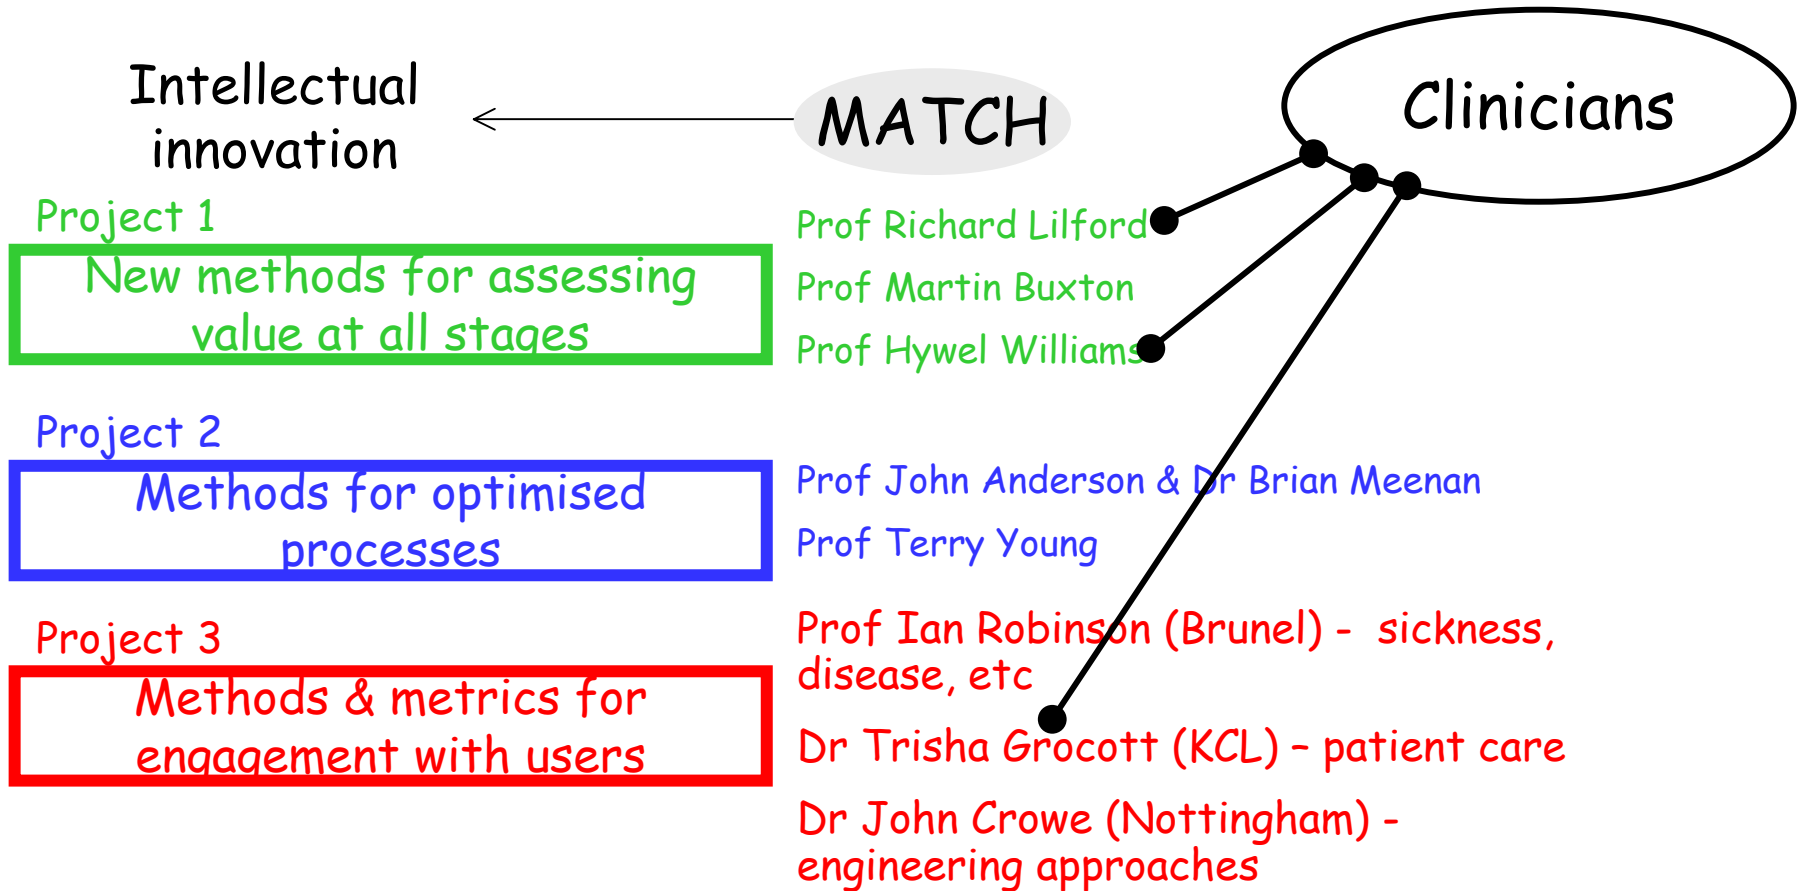 Intellectual
innovation
MATCH
Clinicians
Project 1
New methods for assessing
value at all stages
Prof Richard Lilford
Prof Martin Buxton
Prof Hywel Williams
Project 2
Methods for optimised
processes
Prof John Anderson & Dr Brian Meenan
Prof Terry Young
Project 3
Methods & metrics for
engagement with users
Prof Ian Robinson (Brunel) - sickness,
disease, etc
Dr Trisha Grocott (KCL) – patient care
Dr John Crowe (Nottingham) -
engineering approaches